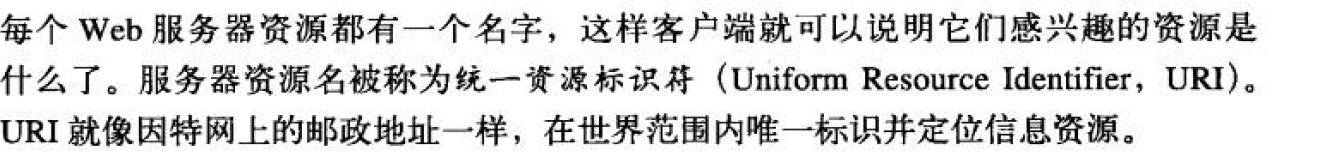 每个 Web 服务器资源都有一个名字，这样客户端就可以说明它们感兴趣的资源是
什么了。服务器资源名被称为统一资源标识符（Uniform Resource Identifier，URI）。
URI 就像因特网上的邮政地址一样，在世界范围内唯一标识并定位信息资源。